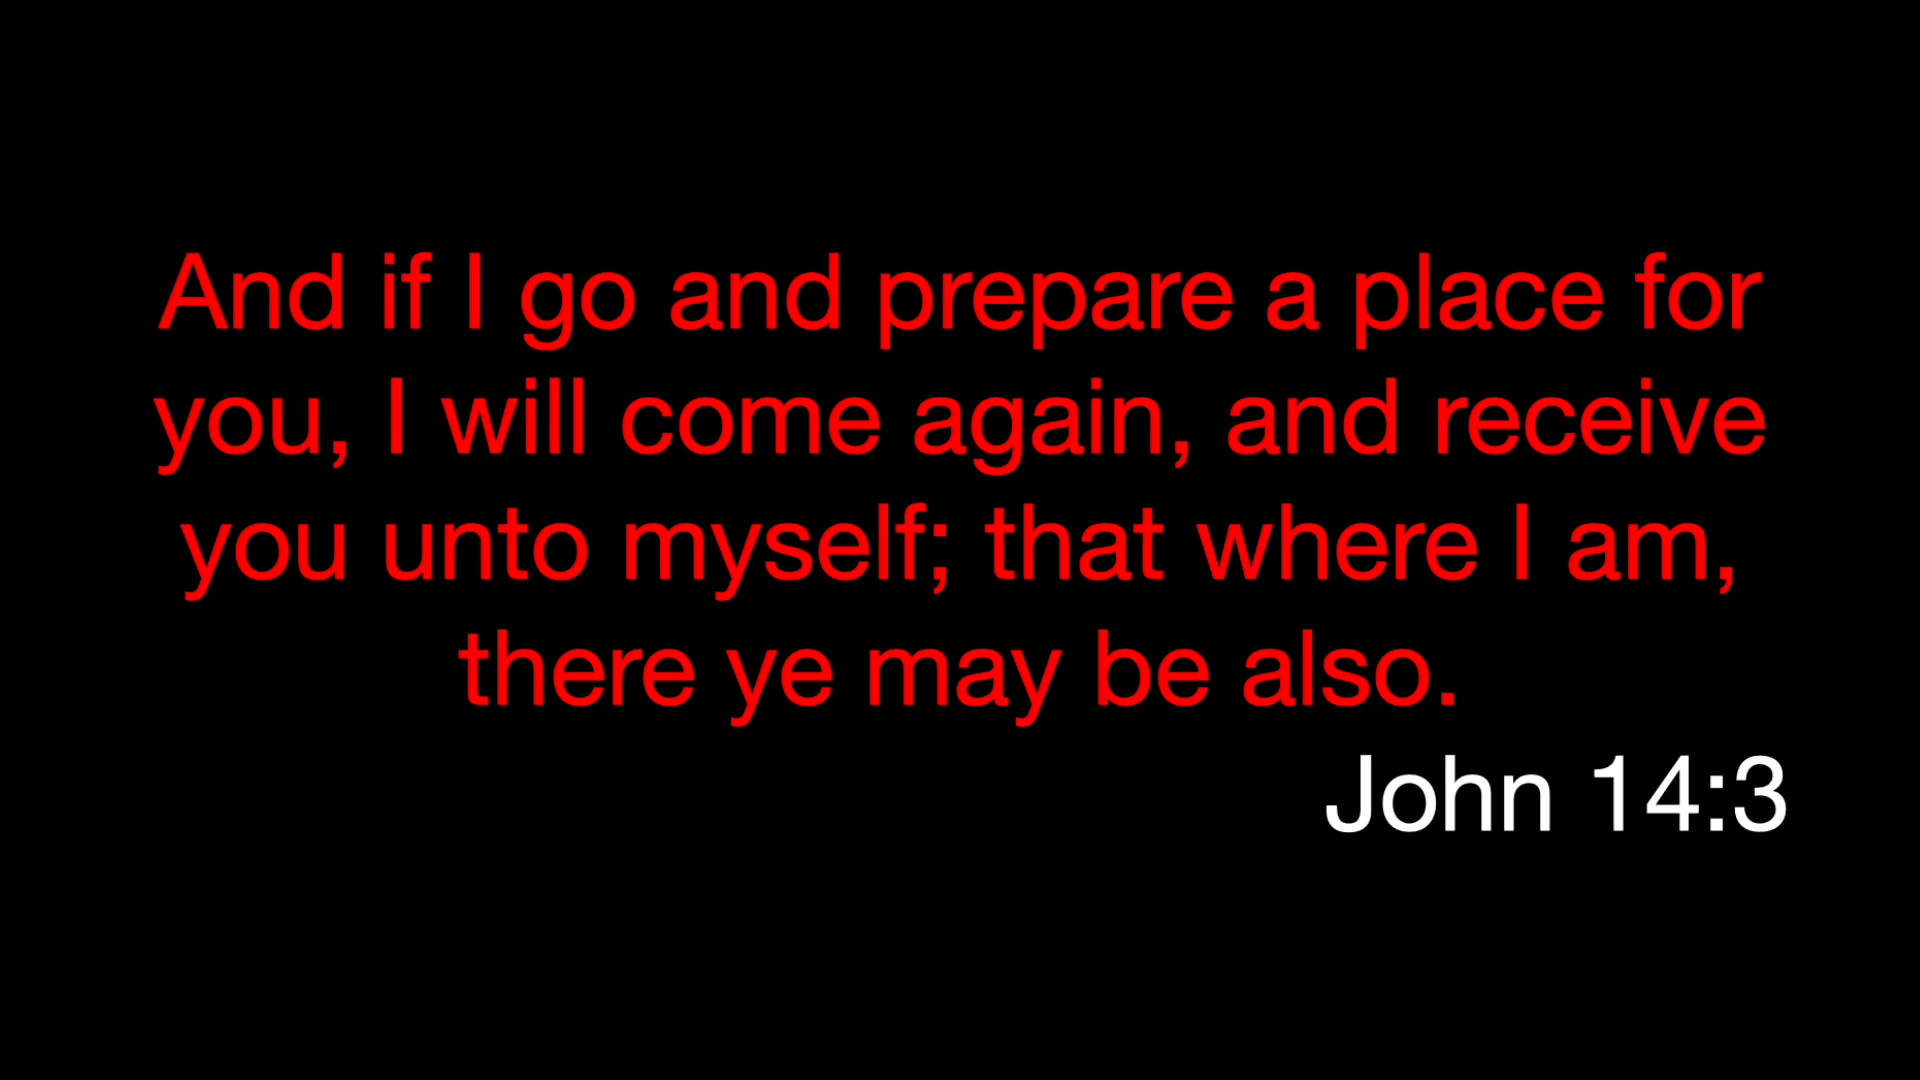 And if I go and prepare a place for
you, I will come again, and receive
you unto myself; that where I am,
there ye may be also.
John 14:3